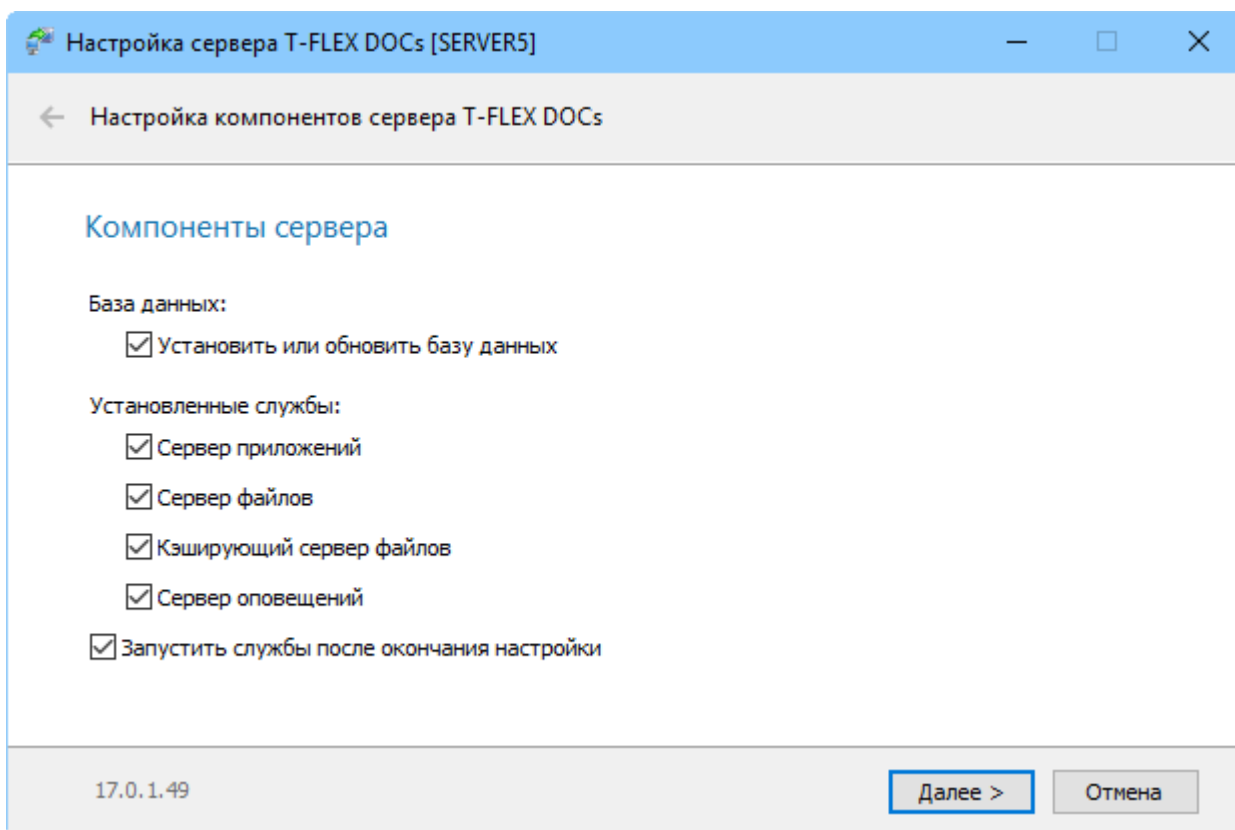 Настройка сервера T-FLEX DOCs [SERVER5]
Настройка компонентов сервера T-FLEX DOCs
Компоненты сервера
База данных:
Установить или обновить базу данных
Установленные службы:
Сервер приложений
Сервер файлов
Кэширующий сервер файлов
Сервер оповещений
Запустить службы после окончания настройки
17.0.1.49
Далее >
Отмена